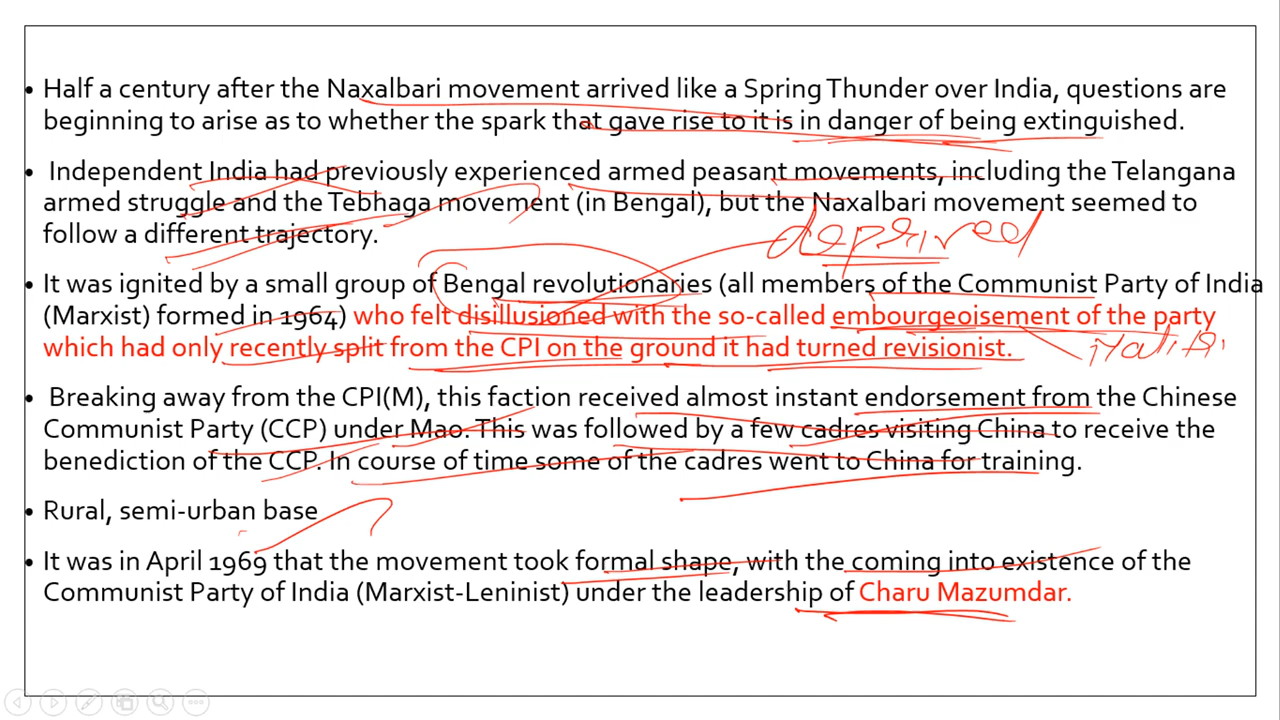 • Half a century after the Naxalbari movement arrived like a Spring Thunder over India, questions are
beginning to arise as to whether the spark that gave rise to it is in danger of being extinguished.
• Independent India had previously experienced armed peasant movements, including the Telangana
armed struggle and the Tebhaga movement (in Bengal), but the Naxalbari movement seemed to
follow a different trajectory.
deprived
• It was ignited by a small group of Bengal revolutionaries (all members of the Communist Party of India
(Marxist) formed in 1964) who felt disillusioned with the so-called embourgeoisement of the party
which had only recently split from the CPI on the ground it had turned revisionist.
• Breaking away from the CPI(M), this faction received almost instant endorsement from the Chinese
Communist Party (CCP) under Mao. This was followed by a few cadres visiting China to receive the
benediction of the CCP. In course of time some of the cadres went to China for training.
• Rural, semi-urban base
• It was in April 1969 that the movement took formal shape, with the coming into existence of the
Communist Party of India (Marxist-Leninist) under the leadership of Charu Mazumdar.